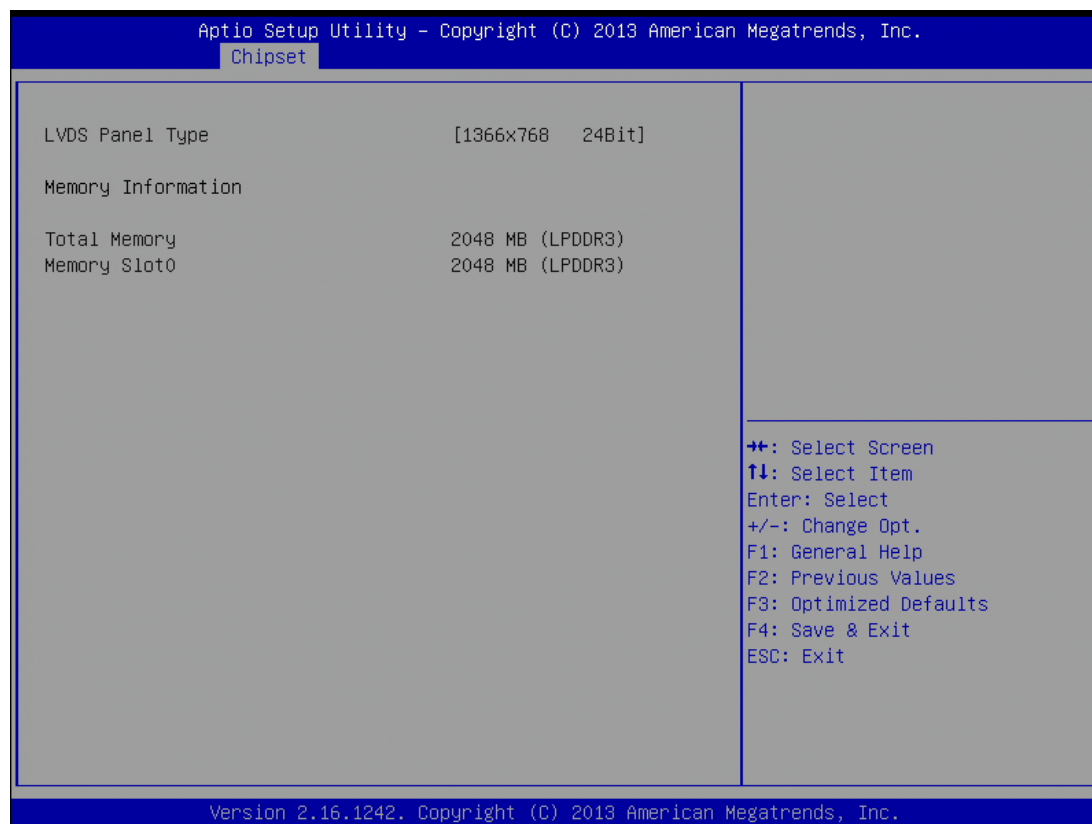 Aptio Setup Utility – Copyright (C) 2013 American Megatrends, Inc.
Chipset
LVDS Panel Type [1366x768 24Bit]
Memory Information
Total Memory 2048 MB (LPDDR3)
Memory Slot0 2048 MB (LPDDR3)
→←: Select Screen
↑↓: Select Item
Enter: Select
+/-: Change Opt.
F1: General Help
F2: Previous Values
F3: Optimized Defaults
F4: Save & Exit
ESC: Exit
Version 2.16.1242. Copyright (C) 2013 American Megatrends, Inc.